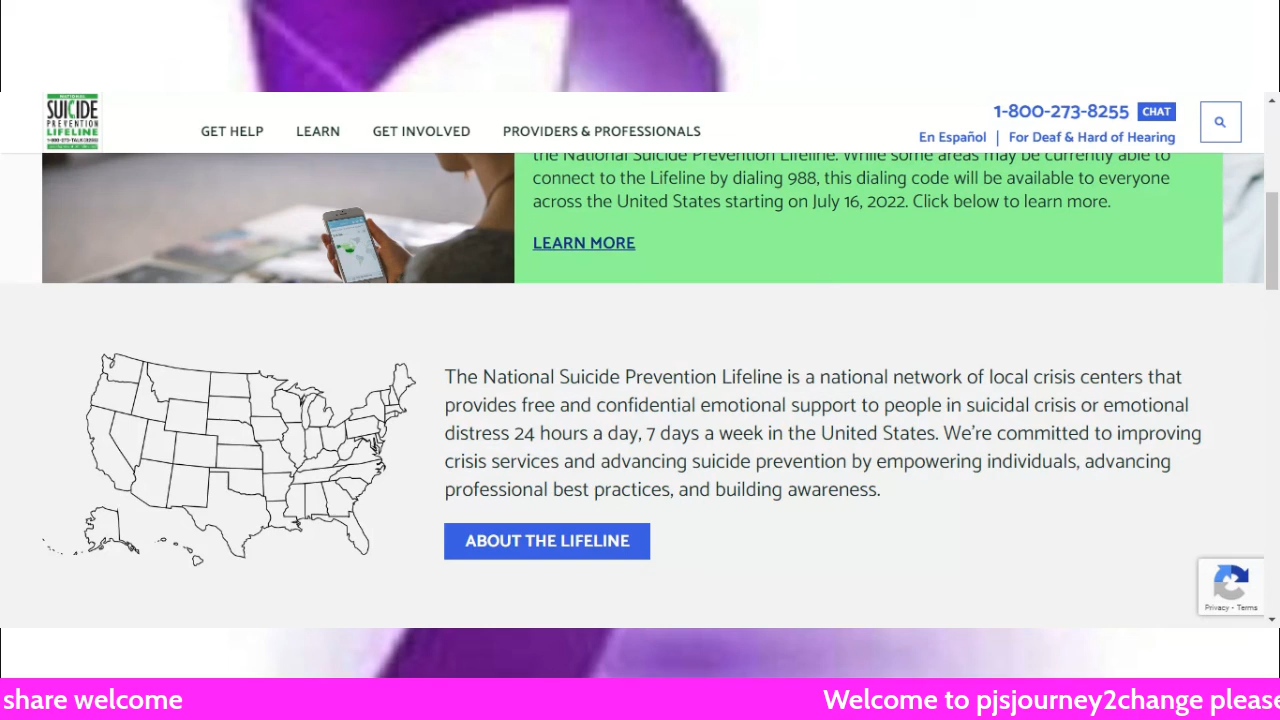 NATIONAL
SUICIDE
PREVENTION
LIFELINE
GET HELP
LEARN
GET INVOLVED
PROVIDERS & PROFESSIONALS
1-800-273-8255
CHAT
En Español | For Deaf & Hard of Hearing
the National Suicide Prevention Lifeline. While some areas may be currently able to
connect to the Lifeline by dialing 988, this dialing code will be available to everyone
across the United States starting on July 16, 2022. Click below to learn more.
LEARN MORE
The National Suicide Prevention Lifeline is a national network of local crisis centers that
provides free and confidential emotional support to people in suicidal crisis or emotional
distress 24 hours a day, 7 days a week in the United States. We're committed to improving
crisis services and advancing suicide prevention by empowering individuals, advancing
professional best practices, and building awareness.
ABOUT THE LIFELINE
Privacy - Terms
share welcome
Welcome to pjsjourney2change please